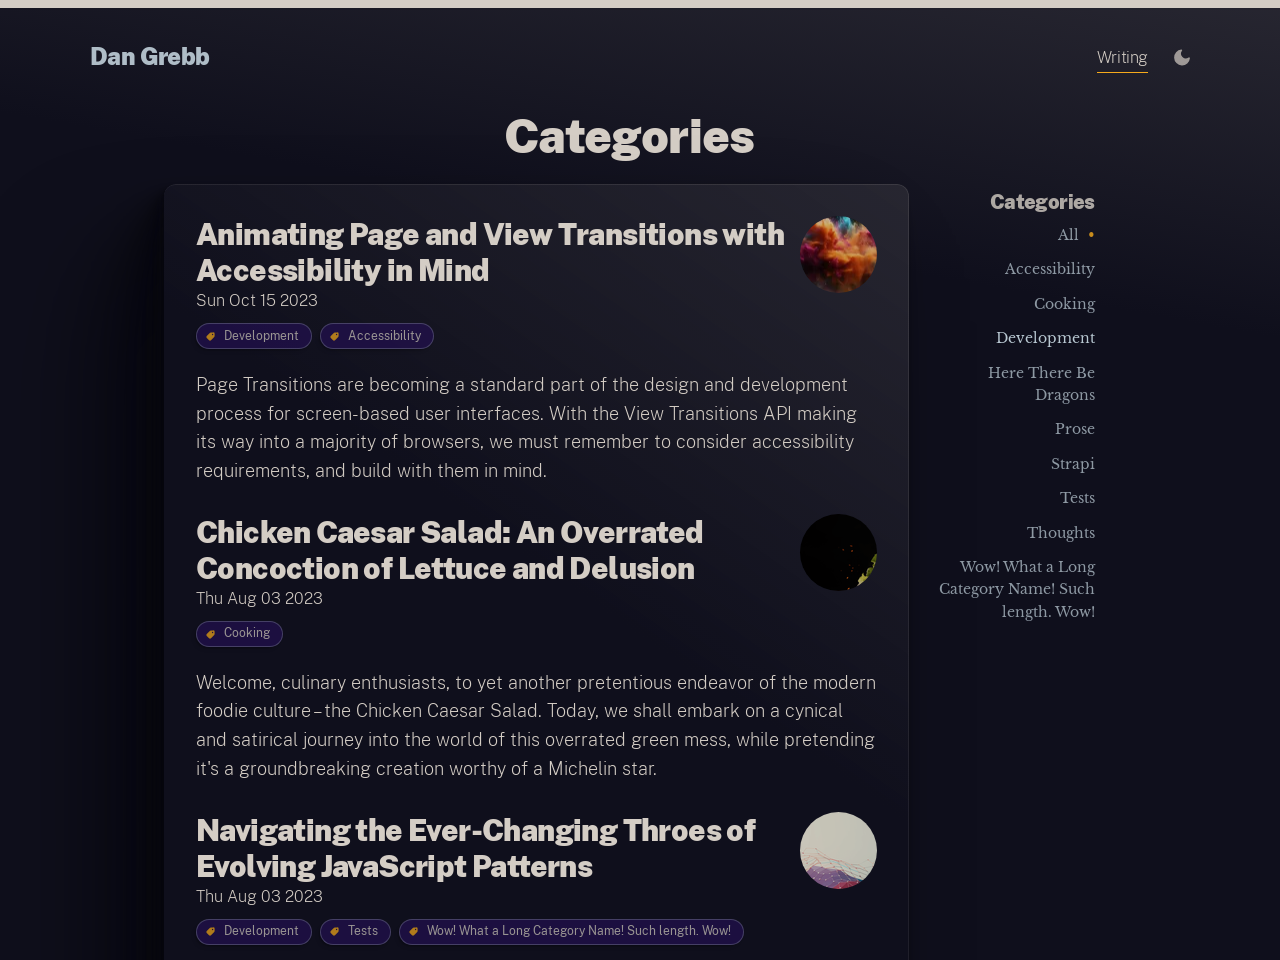 Dan Grebb
Writing
Categories
Animating Page and View Transitions with
Accessibility in Mind
Sun Oct 15 2023
Development
Accessibility
Page Transitions are becoming a standard part of the design and development
process for screen-based user interfaces. With the View Transitions API making
its way into a majority of browsers, we must remember to consider accessibility
requirements, and build with them in mind.
Chicken Caesar Salad: An Overrated
Concoction of Lettuce and Delusion
Thu Aug 03 2023
Cooking
Welcome, culinary enthusiasts, to yet another pretentious endeavor of the modern
foodie culture – the Chicken Caesar Salad. Today, we shall embark on a cynical
and satirical journey into the world of this overrated green mess, while pretending
it's a groundbreaking creation worthy of a Michelin star.
Navigating the Ever-Changing Throes of
Evolving JavaScript Patterns
Thu Aug 03 2023
Development
Tests
Wow! What a Long Category Name! Such length. Wow!
Categories
All •
Accessibility
Cooking
Development
Here There Be
Dragons
Prose
Strapi
Tests
Thoughts
Wow! What a Long
Category Name! Such
length. Wow!